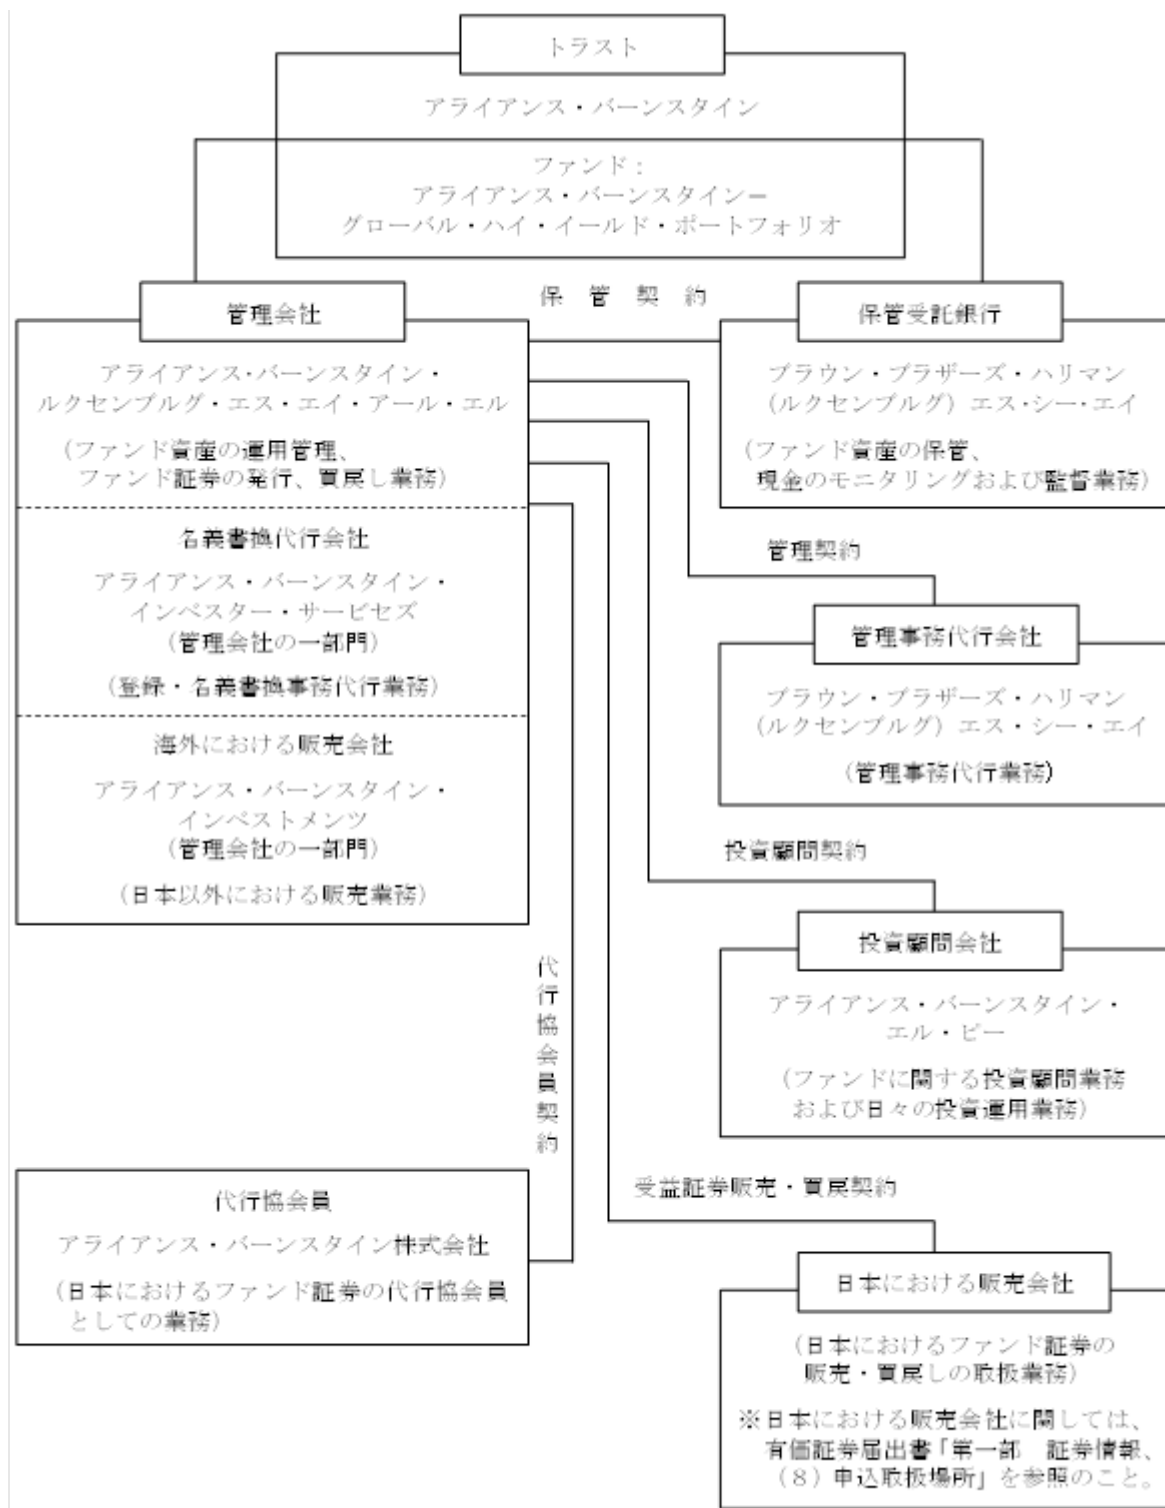 トラスト
アライアンス・バーンスタイン
ファンド：
アライアンス・バーンスタイン－
グローバル・ハイ・イールド・ポートフォリオ
保管契約
管理会社
アライアンス・バーンスタイン・
ルクセンブルグ・エス・エイ・アール・エル
（ファンド資産の運用管理、
ファンド証券の発行、買戻し業務）
名義書換代行会社
アライアンス・バーンスタイン・
インベスター・サービセズ
（管理会社の一部門）
（登録・名義書換事務代行業務）
海外における販売会社
アライアンス・バーンスタイン・
インベストメンツ
（管理会社の一部門）
（日本以外における販売業務）
保管受託銀行
ブラウン・ブラザーズ・ハリマン
（ルクセンブルグ）エス・シー・エイ
（ファンド資産の保管、
現金のモニタリングおよび監督業務）
管理契約
管理事務代行会社
ブラウン・ブラザーズ・ハリマン
（ルクセンブルグ）エス・シー・エイ
（管理事務代行業務）
投資顧問契約
投資顧問会社
アライアンス・バーンスタイン・
エル・ピー
（ファンドに関する投資顧問業務
および日々の投資運用業務）
代行協会員契約
代行協会員
アライアンス・バーンスタイン株式会社
（日本におけるファンド証券の代行協会員
としての業務）
受益証券販売・買戻契約
日本における販売会社
（日本におけるファンド証券の
販売・買戻しの取扱業務）
※日本における販売会社に関しては、
有価証券届出書「第一部　証券情報、
（８）申込取扱場所」を参照のこと。